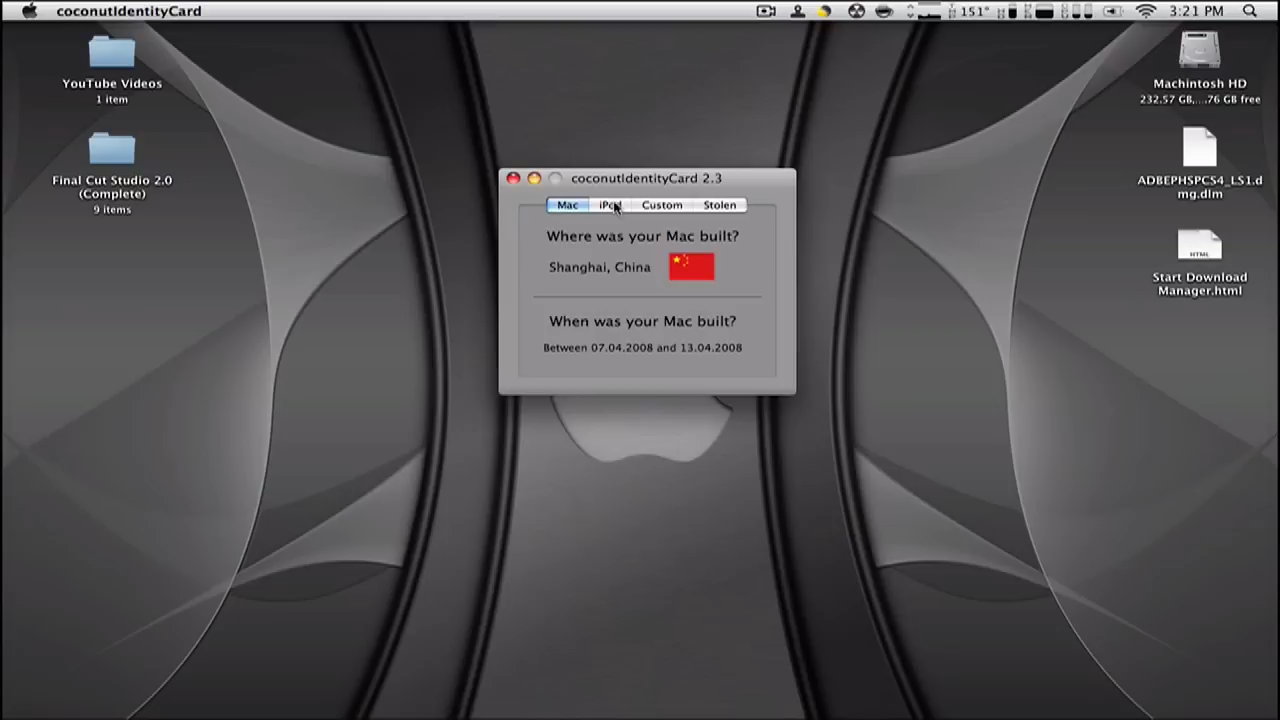 coconutIdentityCard
151°
3:21 PM
YouTube Videos
1 item
Final Cut Studio 2.0
(Complete)
9 items
coconutIdentityCard 2.3
Mac
Custom
Stolen
Where was your Mac built?
Shanghai, China
When was your Mac built?
Between 07.04.2008 and 13.04.2008
Machintosh HD
232.57 GB,....76 GB free
ADBEPHSPCS4_LS1.d
mg.dlm
HTML
Start Download
Manager.html